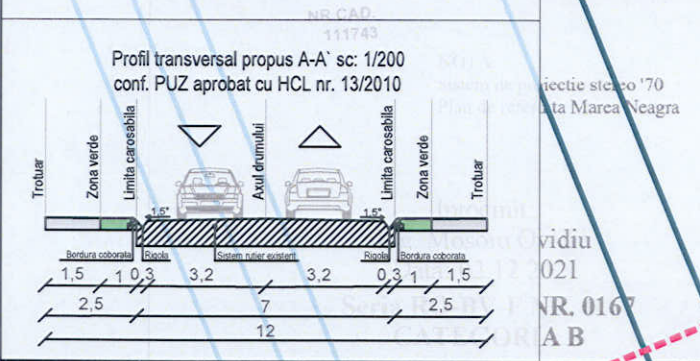 NR CAD.
111743
Profil transversal propus A-A` sc: 1/200
conf. PUZ aprobat cu HCL nr. 13/2010
NOTA
Sistem de proiectie stereo '70
Plan de referinta Marea Neagra
Trotuar
Zona verde
Limita carosabila
Axul drumului
Limita carosabila
Zona verde
Trotuar
1,5°
1,5°
Intocmit
Ovidiu
Bordura coborata
Rigola
Sistem rutier existent
Rigola
Bordura coborata
1,5 1 0,3 3,2 3,2 0,3 1 1,5
12 2021
2,5 7 2,5
Seria NR. 0167
12
CATEGORIA B